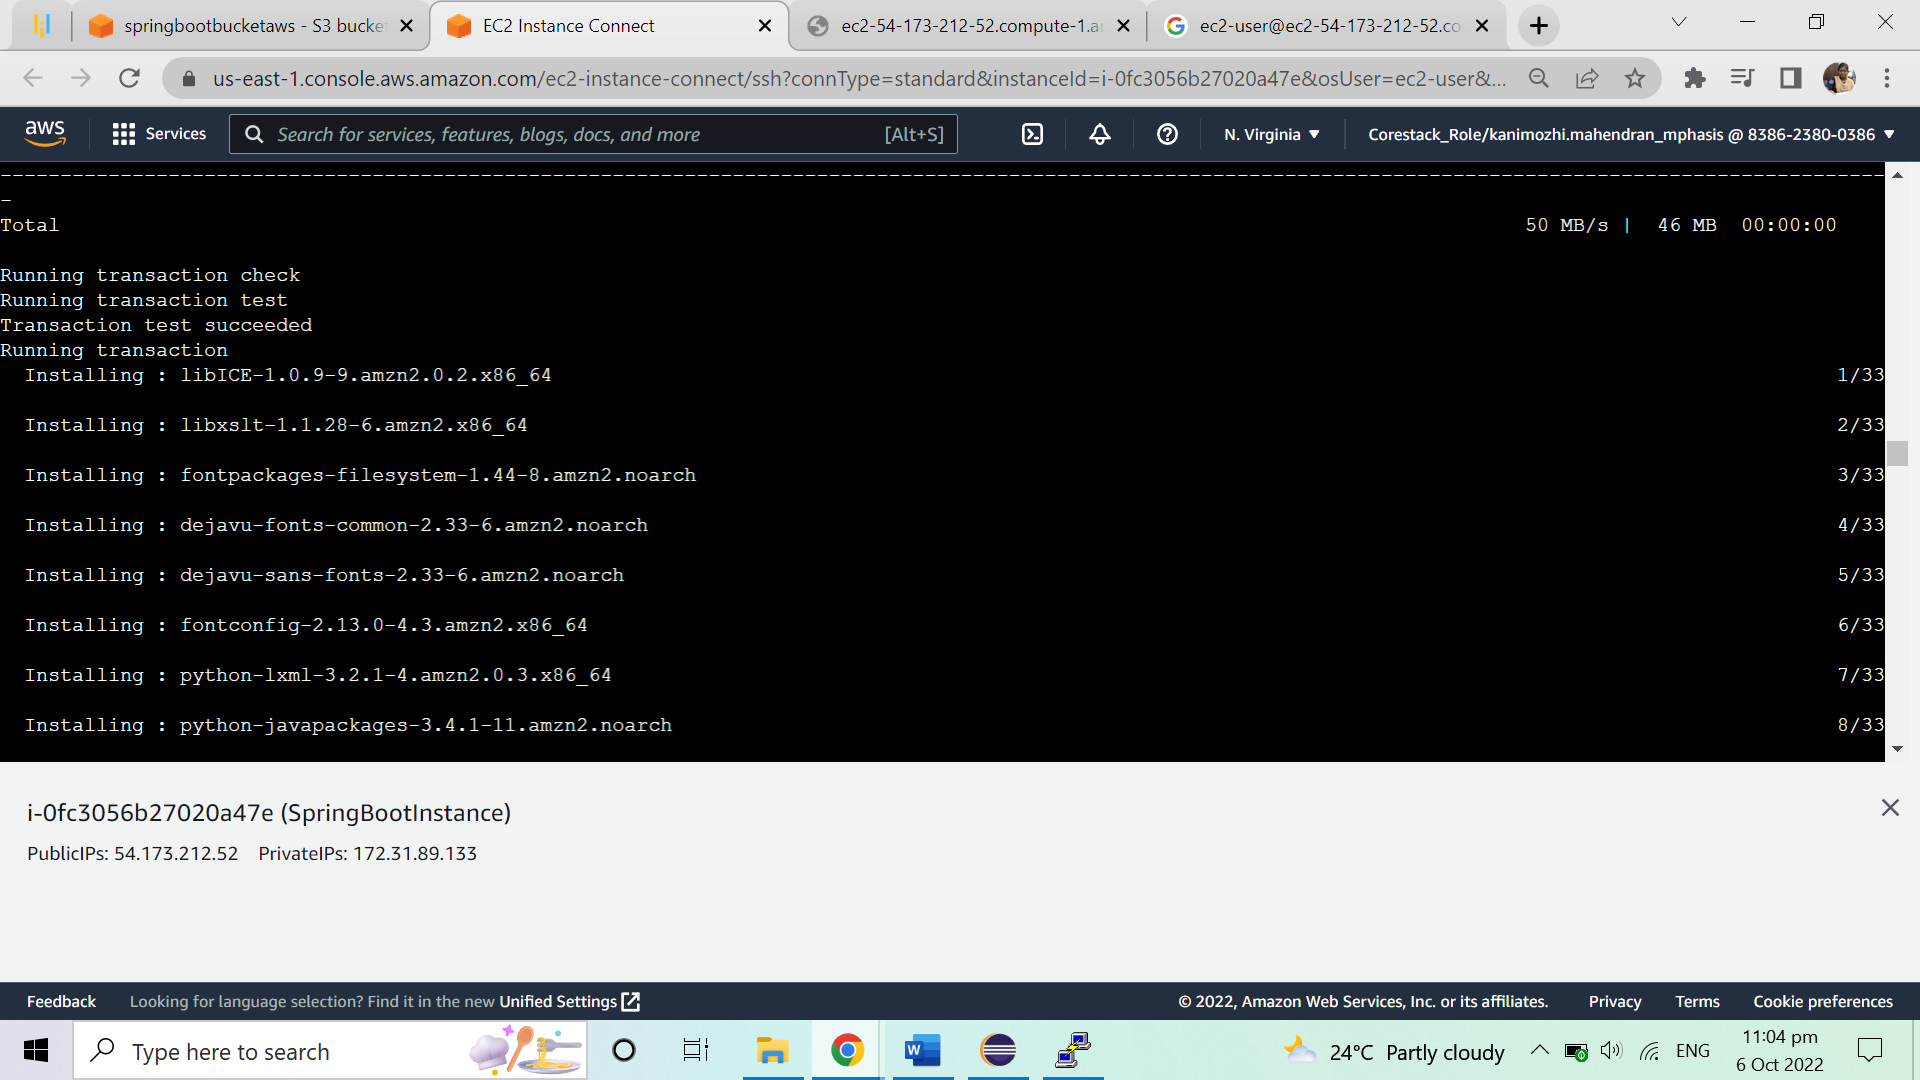 springbootbucketaws - S3 bucke
EC2 Instance Connect
ec2-54-173-212-52.compute-1.a
ec2-user@ec2-54-173-212-52.co
us-east-1.console.aws.amazon.com/ec2-instance-connect/ssh?connType=standard&instanceId=i-0fc3056b27020a47e&osUser=ec2-user&...
aws
Services
Search for services, features, blogs, docs, and more
[Alt+S]
N. Virginia
Corestack_Role/kanimozhi.mahendran_mphasis @ 8386-2380-0386
Total 50 MB/s | 46 MB 00:00:00
Running transaction check
Running transaction test
Transaction test succeeded
Running transaction
Installing : libICE-1.0.9-9.amzn2.0.2.x86_64 1/33
Installing : libxslt-1.1.28-6.amzn2.x86_64 2/33
Installing : fontpackages-filesystem-1.44-8.amzn2.noarch 3/33
Installing : dejavu-fonts-common-2.33-6.amzn2.noarch 4/33
Installing : dejavu-sans-fonts-2.33-6.amzn2.noarch 5/33
Installing : fontconfig-2.13.0-4.3.amzn2.x86_64 6/33
Installing : python-lxml-3.2.1-4.amzn2.0.3.x86_64 7/33
Installing : python-javapackages-3.4.1-11.amzn2.noarch 8/33
i-0fc3056b27020a47e (SpringBootInstance)
PublicIPs: 54.173.212.52 PrivateIPs: 172.31.89.133
Feedback
Looking for language selection? Find it in the new Unified Settings
© 2022, Amazon Web Services, Inc. or its affiliates.
Privacy
Terms
Cookie preferences
Type here to search
24°C Partly cloudy
ENG
11:04 pm
6 Oct 2022